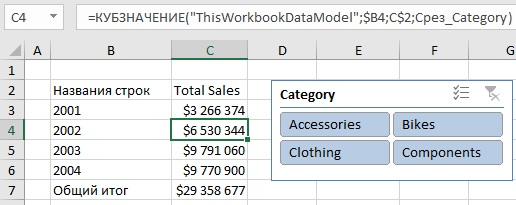 C4 =КУБЗНАЧЕНИЕ("ThisWorkbookDataModel";$B4;C$2;Срез_Category)
A B C D E F G
1
2 Названия строк Total Sales
3 2001 $3 266 374
4 2002 $6 530 344
5 2003 $9 791 060
6 2004 $9 770 900
7 Общий итог $29 358 677
Category
Accessories Bikes
Clothing Components